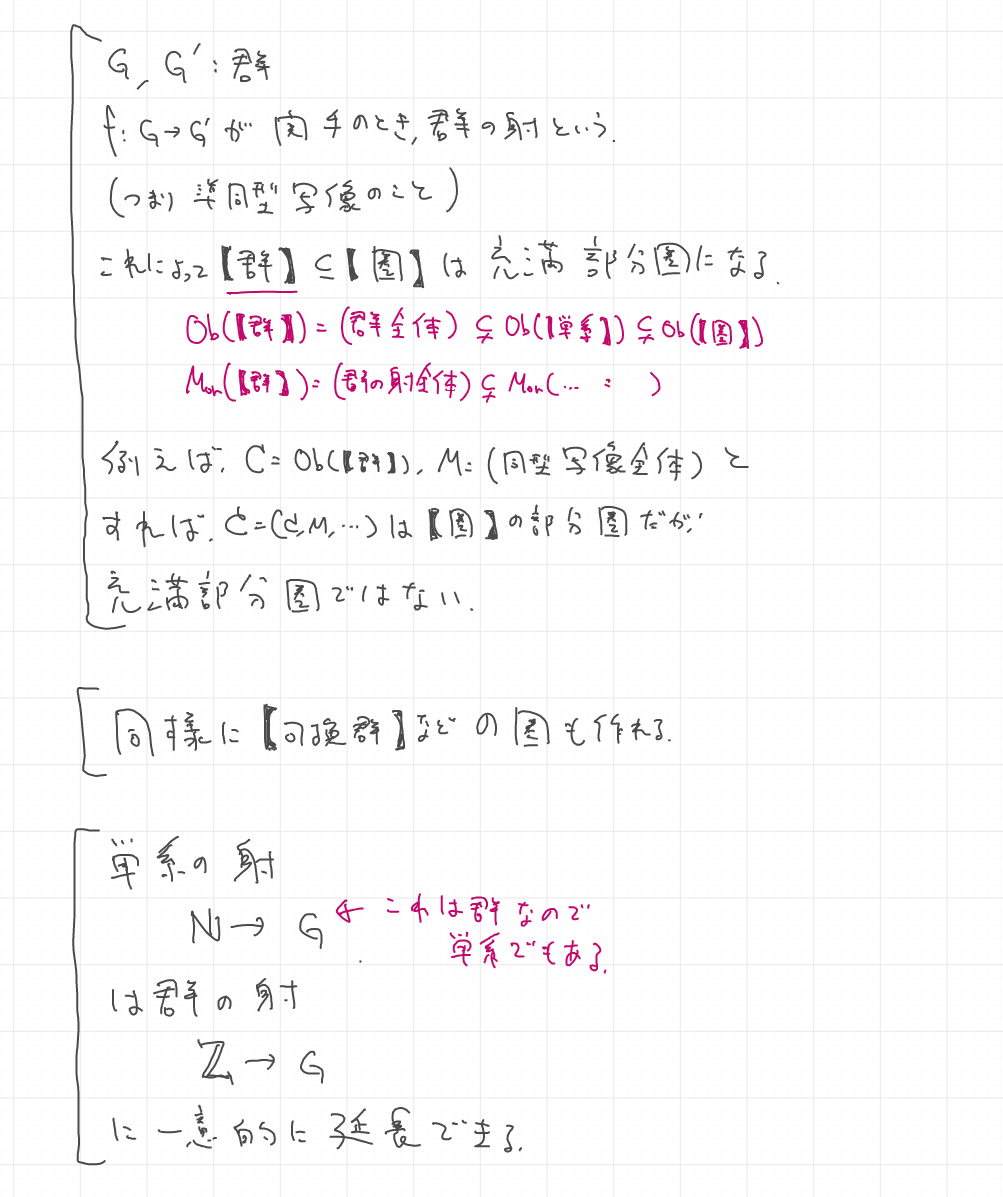 G, G′:群
f: G→G′が関手のとき,群の射という.
(つまり準同型写像のこと)
これによって【群】⊆【圏】は充満部分圏になる.
Ob(【群】)=(群全体)⊊Ob(【単系】)⊊Ob(【圏】)
Mor(【群】)=(群の射全体)⊊Mor(… : )
例えば, C=Ob(【群】), M=(同型写像全体)と
すれば, C=(C,M,…)は【圏】の部分圏だが,
充満部分圏ではない.
同様に【可換群】などの圏も作れる.
単系の射
ℕ→G ← これは群なので
単系でもある.
は群の射
ℤ→G
に一意的に延長できる.